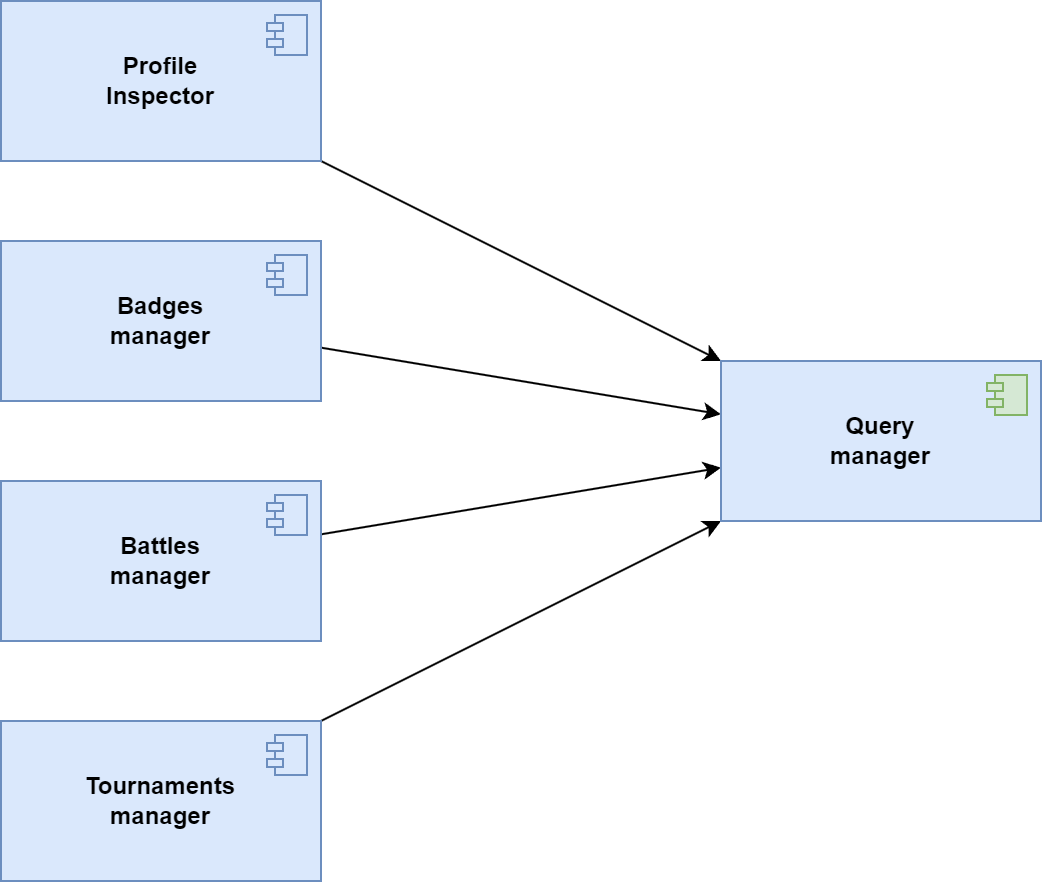 Profile
Inspector
Badges
manager
Battles
manager
Tournaments
manager
Query
manager